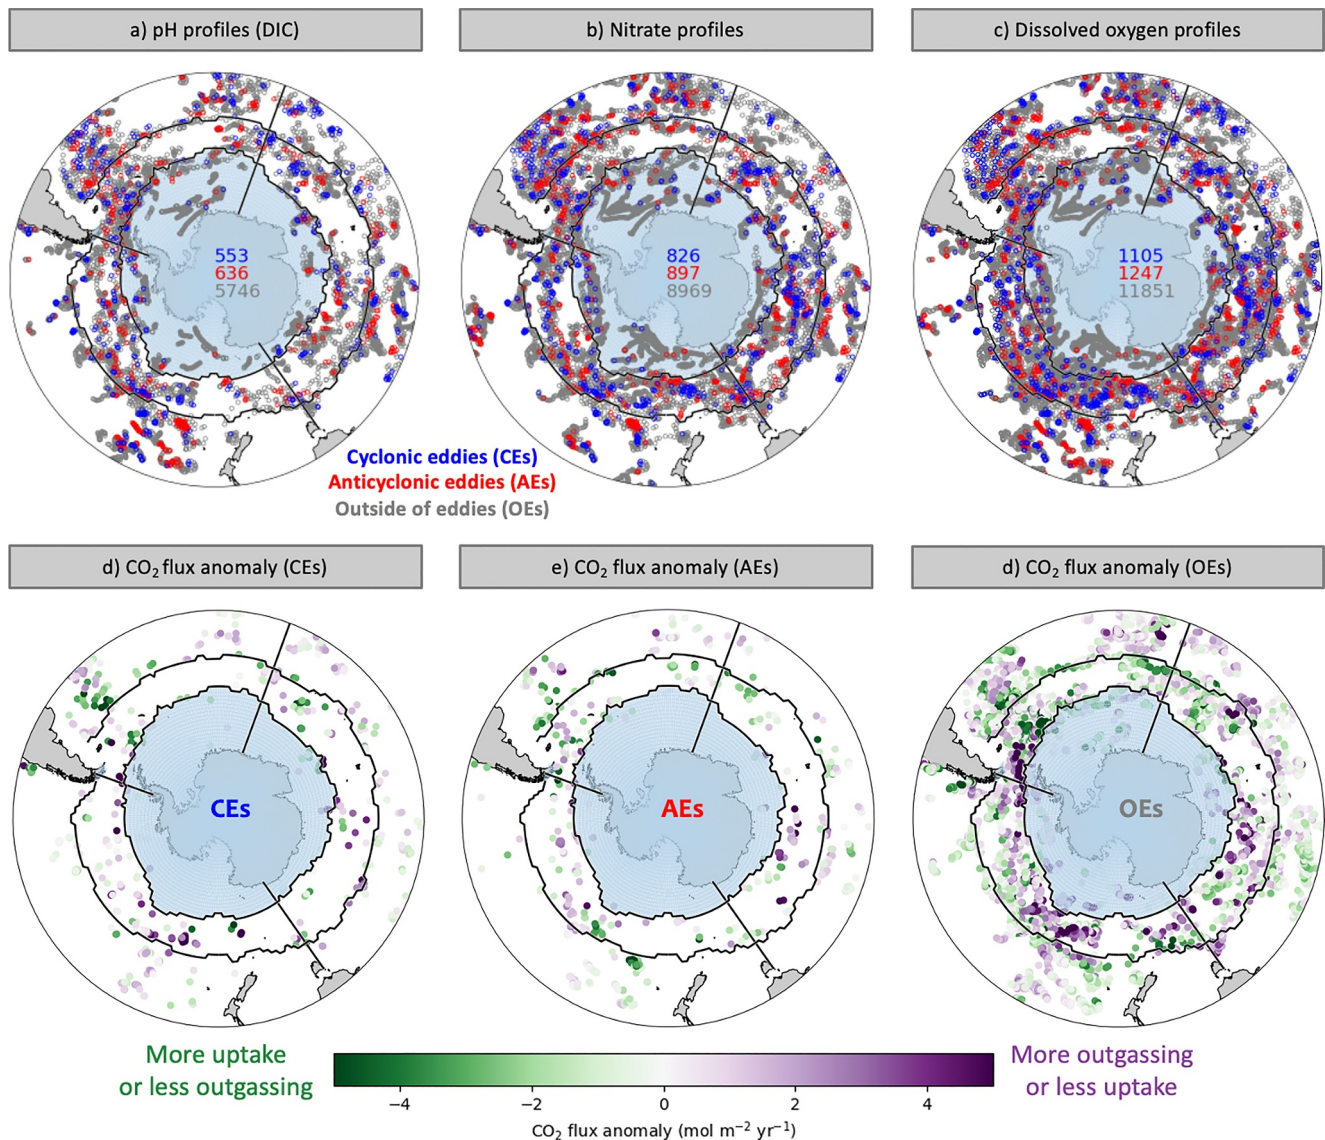 a) pH profiles (DIC)
b) Nitrate profiles
c) Dissolved oxygen profiles
553
636
5746
826
897
8969
1105
1247
11851
Cyclonic eddies (CEs)
Anticyclonic eddies (AEs)
Outside of eddies (OEs)
d) CO₂ flux anomaly (CEs)
e) CO₂ flux anomaly (AEs)
d) CO₂ flux anomaly (OEs)
CEs
AEs
OEs
More uptake
or less outgassing
More outgassing
or less uptake
−4 −2 0 2 4
CO₂ flux anomaly (mol m⁻² yr⁻¹)